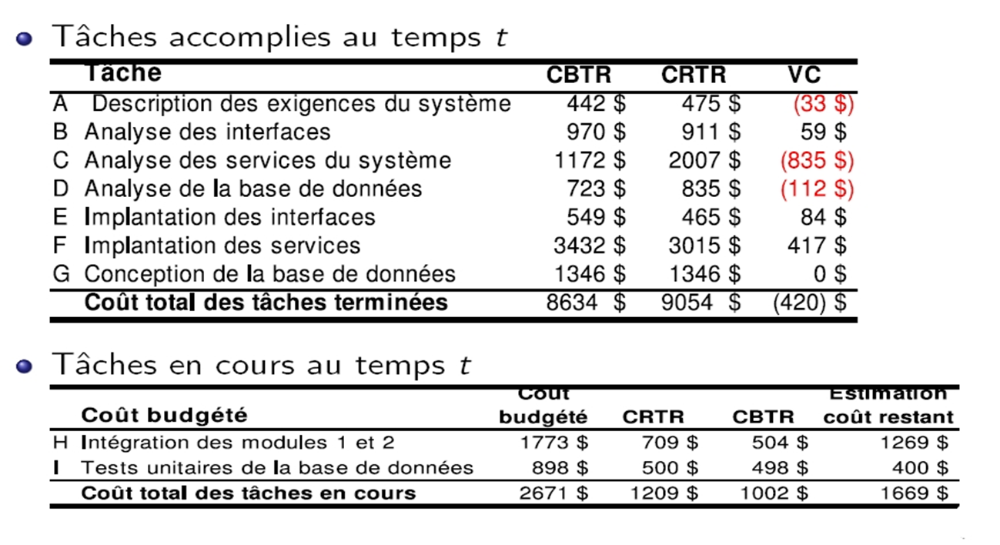 Tâches accomplies au temps t
Tâche CBTR CRTR VC
A Description des exigences du système 442 $ 475 $ (33 $)
B Analyse des interfaces 970 $ 911 $ 59 $
C Analyse des services du système 1172 $ 2007 $ (835 $)
D Analyse de la base de données 723 $ 835 $ (112 $)
E Implantation des interfaces 549 $ 465 $ 84 $
F Implantation des services 3432 $ 3015 $ 417 $
G Conception de la base de données 1346 $ 1346 $ 0 $
Coût total des tâches terminées 8634 $ 9054 $ (420) $
Tâches en cours au temps t
Coût Estimation
Coût budgété budgété CRTR CBTR coût restant
H Intégration des modules 1 et 2 1773 $ 709 $ 504 $ 1269 $
I Tests unitaires de la base de données 898 $ 500 $ 498 $ 400 $
Coût total des tâches en cours 2671 $ 1209 $ 1002 $ 1669 $